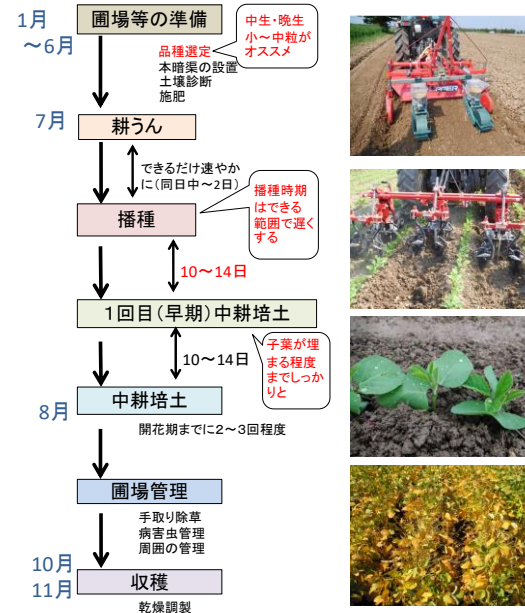 1月
～6月
圃場等の準備
中生・晩生
小～中粒が
オススメ
品種選定
本暗渠の設置
土壌診断
施肥
7月
耕うん
できるだけ速やか
に（同日中～2日）
播種
播種時期
はできる
範囲で遅く
する
10～14日
１回目（早期）中耕培土
子葉が埋
まる程度
までしっか
りと
10～14日
8月
中耕培土
開花期までに２～３回程度
圃場管理
手取り除草
病害虫管理
周囲の管理
10月
11月
収穫
乾燥調製